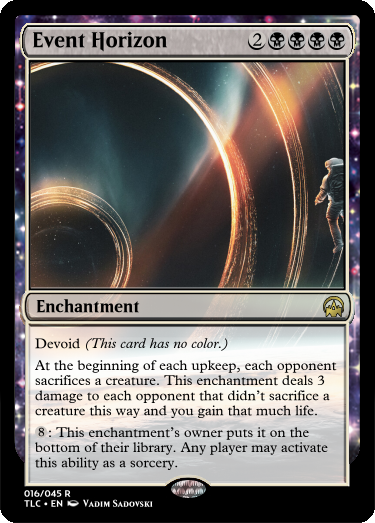 Event Horizon 2
Enchantment
Devoid (This card has no color.)
At the beginning of each upkeep, each opponent
sacrifices a creature. This enchantment deals 3
damage to each opponent that didn't sacrifice a
creature this way and you gain that much life.
8: This enchantment's owner puts it on the
bottom of their library. Any player may activate
this ability as a sorcery.
016/045 R
TLC • EN Vadim Sadovski